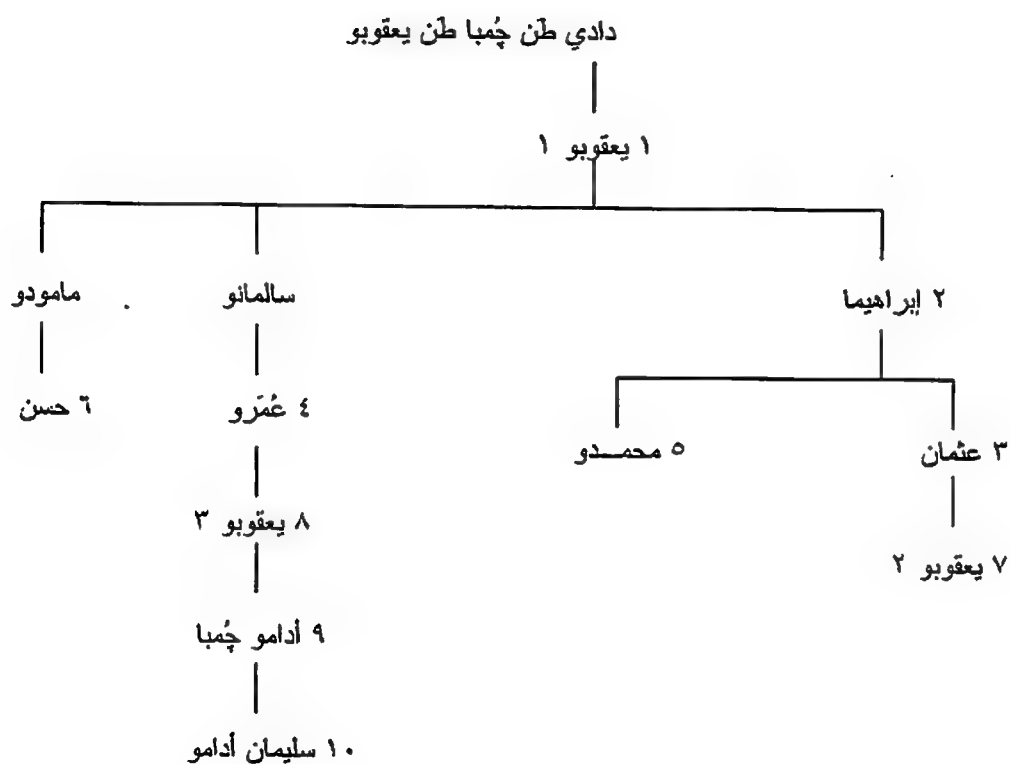 دادي طَن جُمبا طَن يعقوبو
١ يعقوبو ١
٢ إبراهيما
سالمانو
مامودو
٤ عُمَرو
٦ حسن
٣ عثمان
٥ محمدو
٨ يعقوبو ٣
٧ يعقوبو ٢
٩ أدامو جُمبا
١٠ سليمان أدامو